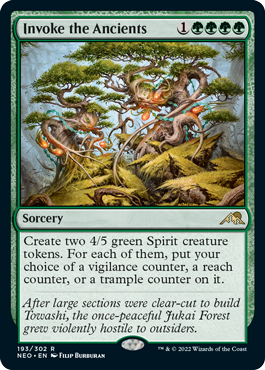 Invoke the Ancients 1
Sorcery
Create two 4/5 green Spirit creature
tokens. For each of them, put your
choice of a vigilance counter, a reach
counter, or a trample counter on it.
After large sections were clear-cut to build
Towashi, the once-peaceful Jukai Forest
grew violently hostile to outsiders.
193/302 R
NEO • EN Filip Burburan
™ & © 2022 Wizards of the Coast